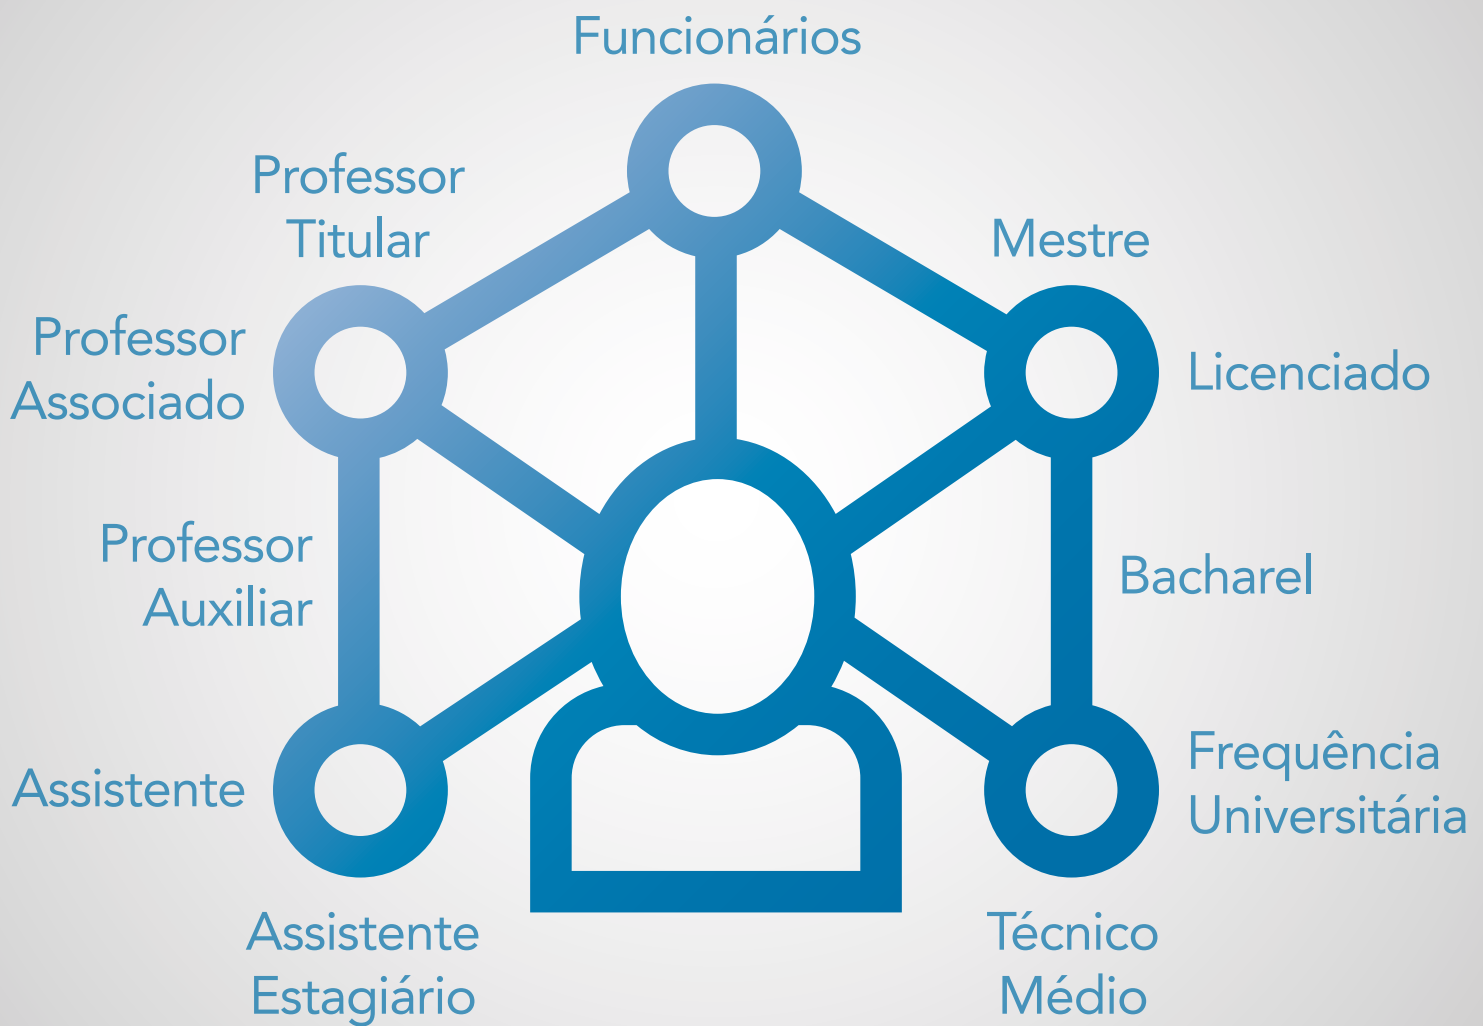 Funcionários
Professor
Titular
Mestre
Professor
Associado
Licenciado
Professor
Auxiliar
Bacharel
Assistente
Frequência
Universitária
Assistente
Estagiário
Técnico
Médio